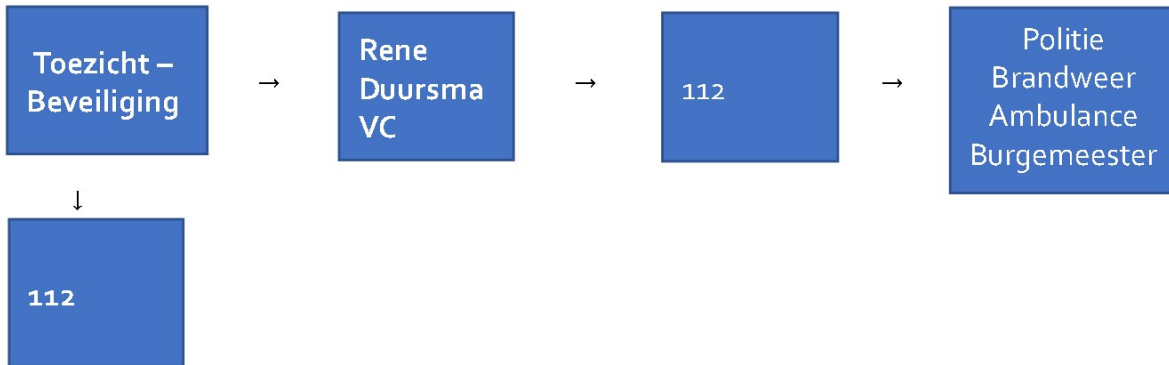 Toezicht –
Beveiliging
→
Rene
Duursma
VC
→
112
→
Politie
Brandweer
Ambulance
Burgemeester
↓
112